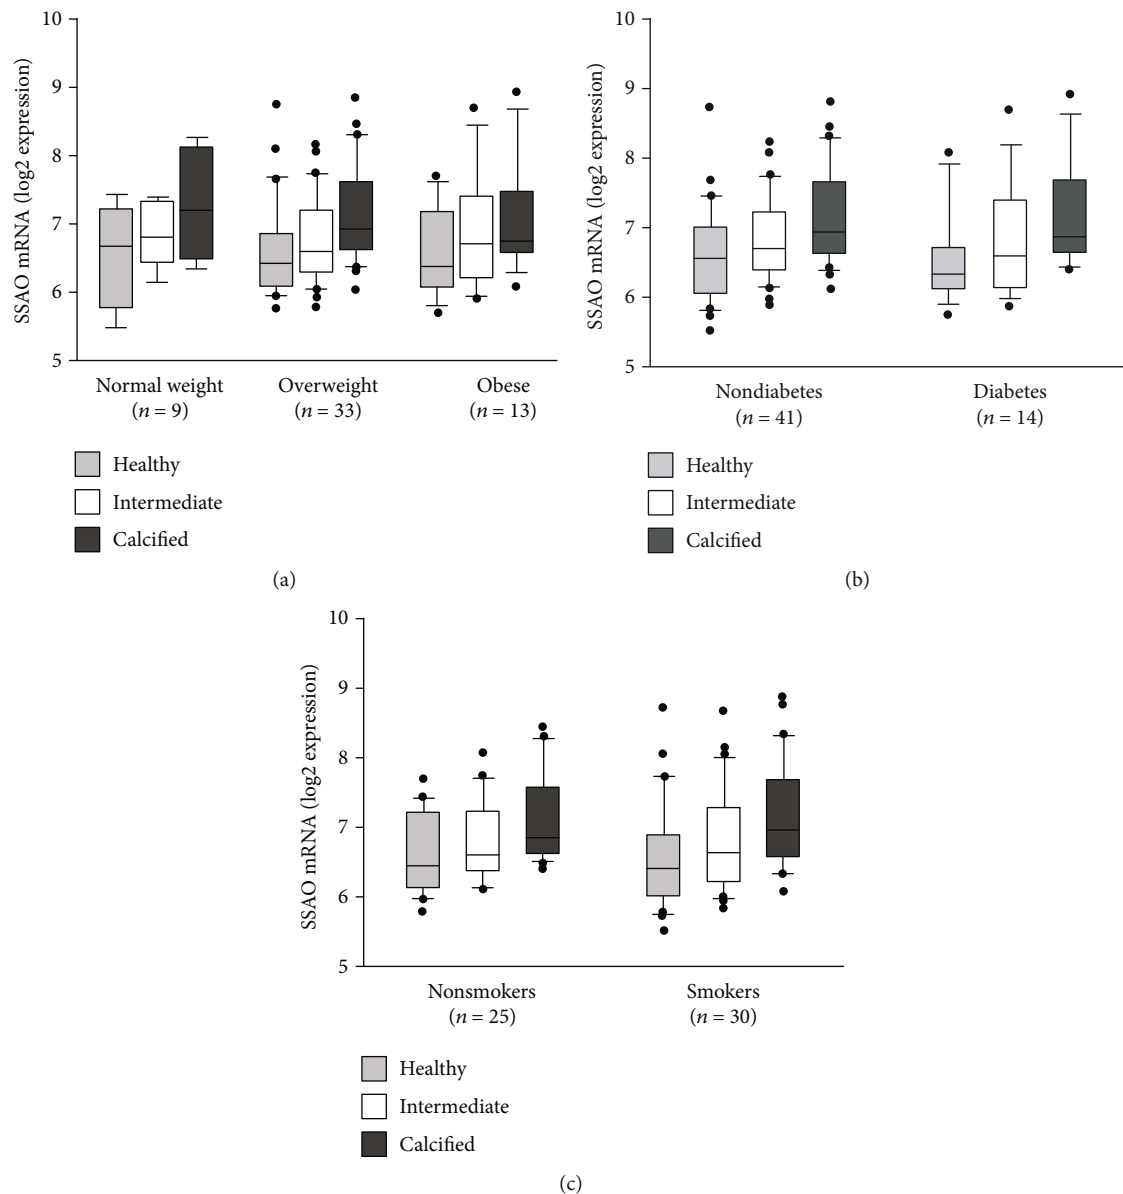 SSAO mRNA (log2 expression)
10
9
8
7
6
5
Normal weight
(n = 9)
Overweight
(n = 33)
Obese
(n = 13)
Healthy
Intermediate
Calcified
(a)
SSAO mRNA (log2 expression)
10
9
8
7
6
5
Nondiabetes
(n = 41)
Diabetes
(n = 14)
Healthy
Intermediate
Calcified
(b)
SSAO mRNA (log2 expression)
10
9
8
7
6
5
Nonsmokers
(n = 25)
Smokers
(n = 30)
Healthy
Intermediate
Calcified
(c)